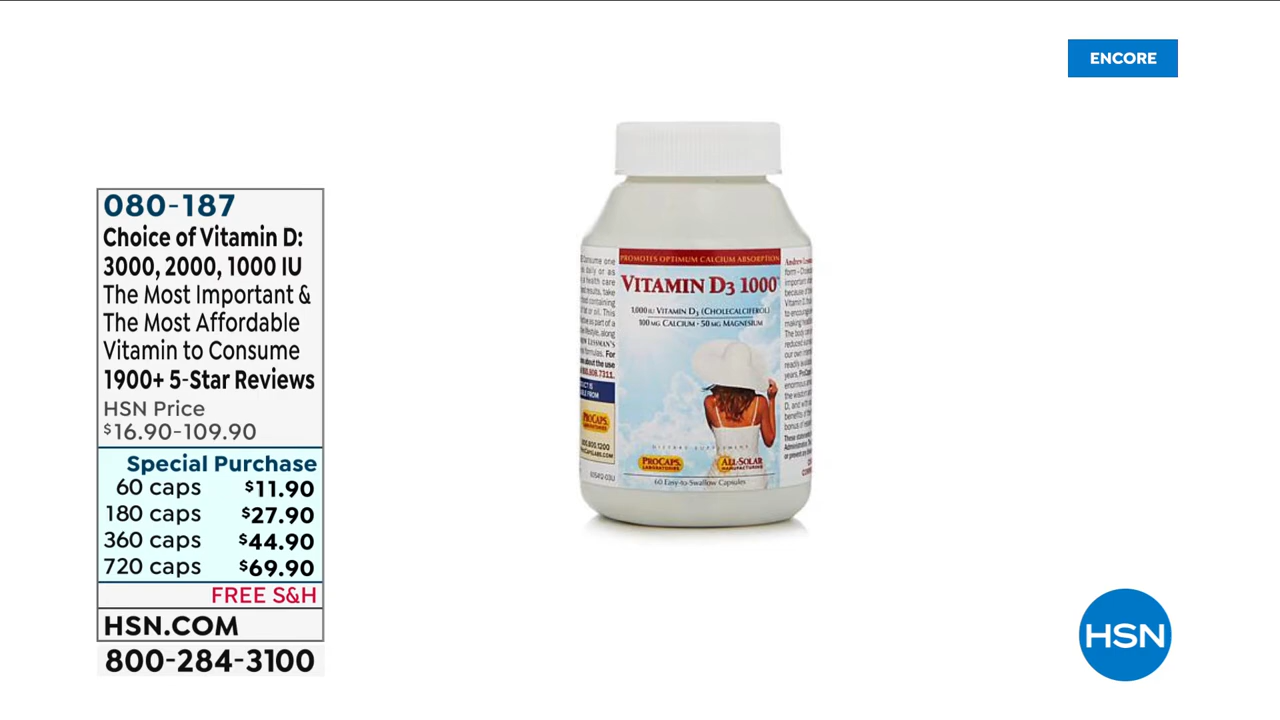 ENCORE
080-187
Choice of Vitamin D:
3000, 2000, 1000 IU
The Most Important &
The Most Affordable
Vitamin to Consume
1900+ 5-Star Reviews
HSN Price
$16.90-109.90
Special Purchase
60 caps $11.90
180 caps $27.90
360 caps $44.90
720 caps $69.90
FREE S&H
HSN.COM
800-284-3100
PROMOTES OPTIMUM CALCIUM ABSORPTION
VITAMIN D3 1000™
1,000 IU VITAMIN D3 (CHOLECALCIFEROL)
100 MG CALCIUM • 50 MG MAGNESIUM
DIETARY SUPPLEMENT
PROCAPS LABORATORIES
ALL-SOLAR MANUFACTURING
60 Easy-to-Swallow Capsules
HSN